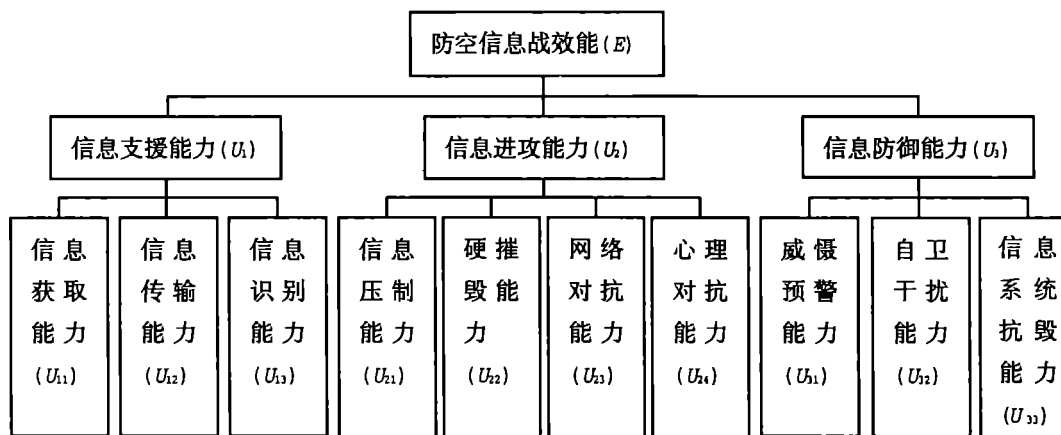 防空信息战效能(E)
信息支援能力(U₁)
信息进攻能力(U₂)
信息防御能力(U₃)
信息
获取
能力
(U₁₁)
信息
传输
能力
(U₁₂)
信息
识别
能力
(U₁₃)
信息
压制
能力
(U₂₁)
硬摧
毁能
力
(U₂₂)
网络
对抗
能力
(U₂₃)
心理
对抗
能力
(U₂₄)
威慑
预警
能力
(U₃₁)
自卫
干扰
能力
(U₃₂)
信息
系统
抗毁
能力
(U₃₃)